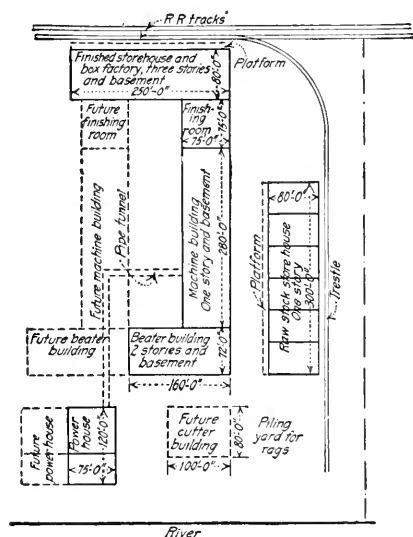 R R tracks
Platform
Finished storehouse and
box factory, three stories
and basement
250'-0"
80'-0"
Future
finishing
room
Finish-
ing
room
75'-0"
75'-0"
Future machine building
Pipe tunnel
Machine building
One story and basement
280'-0"
80'-0"
Platform
Raw stock store house
One story
300'-0"
Trestle
Future beater
building
Beater building
2 stories and
basement
72'-0"
160'-0"
Future
power house
Power
house
120'-0"
75'-0"
Future
cutter
building
80'-0"
100'-0"
Piling
yard for
rags
River